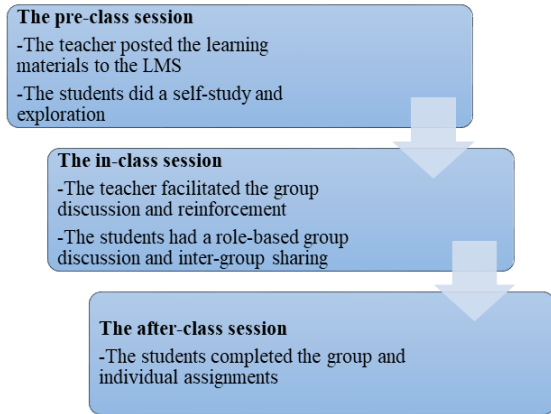 The pre-class session
-The teacher posted the learning
materials to the LMS
-The students did a self-study and
exploration
The in-class session
-The teacher facilitated the group
discussion and reinforcement
-The students had a role-based group
discussion and inter-group sharing
The after-class session
-The students completed the group and
individual assignments